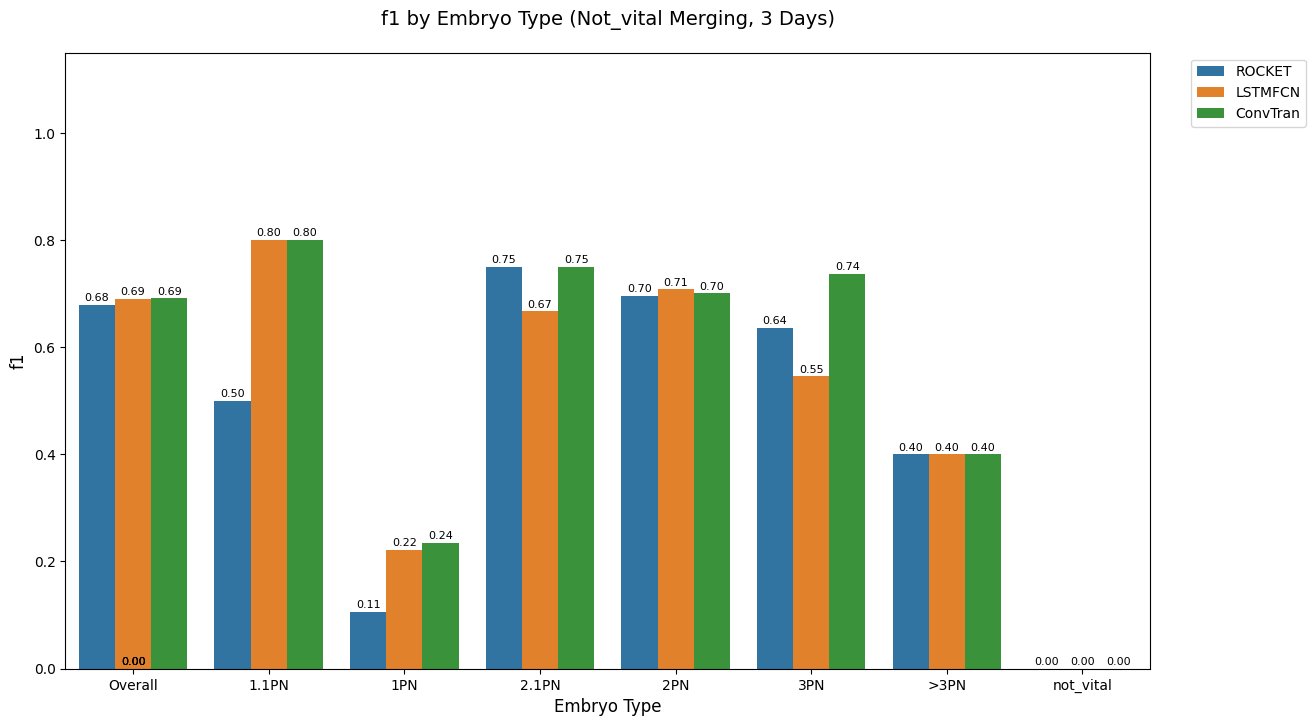 f1 by Embryo Type (Not_vital Merging, 3 Days)
ROCKET
LSTMFCN
ConvTran
f1
1.0
0.8
0.6
0.4
0.2
0.0
0.68 0.69 0.69
0.00
0.50 0.80 0.80
0.11 0.22 0.24
0.75 0.67 0.75
0.70 0.71 0.70
0.64 0.55 0.74
0.40 0.40 0.40
0.00 0.00 0.00
Overall 1.1PN 1PN 2.1PN 2PN 3PN >3PN not_vital
Embryo Type